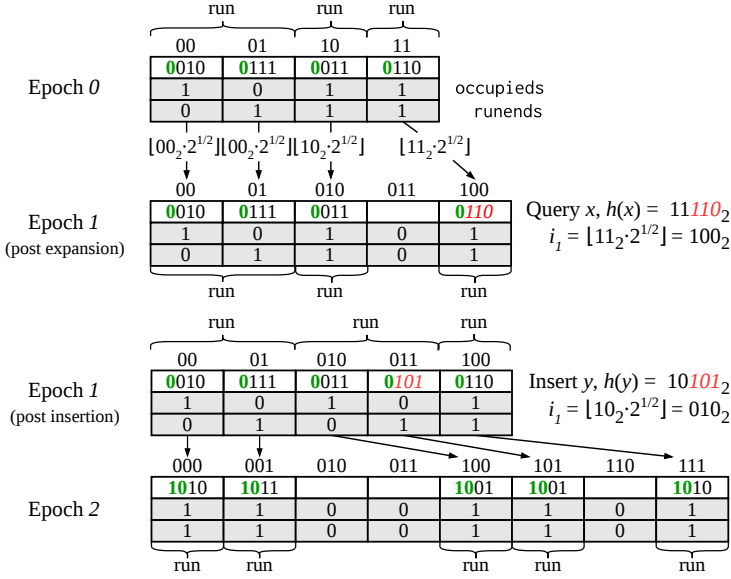 run run run
00 01 10 11
0010 0111 0011 0110
Epoch 0
1 0 1 1 occupieds
0 1 1 1 runends
⌊00₂·2^1/2⌋ ⌊00₂·2^1/2⌋ ⌊10₂·2^1/2⌋ ⌊11₂·2^1/2⌋
00 01 010 011 100
0010 0111 0011 0110 Query x, h(x) = 11110₂
Epoch 1
1 0 1 0 1 i₁ = ⌊11₂·2^1/2⌋ = 100₂
(post expansion)
0 1 1 0 1
run run run
run run run
00 01 010 011 100
0010 0111 0011 0101 0110 Insert y, h(y) = 10101₂
Epoch 1
1 0 1 0 1 i₁ = ⌊10₂·2^1/2⌋ = 010₂
(post insertion)
0 1 0 1 1
000 001 010 011 100 101 110 111
1010 1011 1001 1001 1010
Epoch 2
1 1 0 0 1 1 0 1
1 1 0 0 1 1 0 1
run run run run run